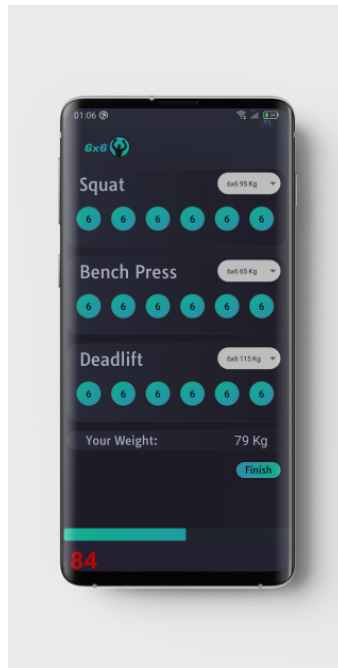 01:06
6x6
Squat
6x6 95 Kg
6 6 6 6 6 6
Bench Press
6x6 65 Kg
6 6 6 6 6 6
Deadlift
6x6 115 Kg
6 6 6 6 6 6
Your Weight: 79 Kg
Finish
84